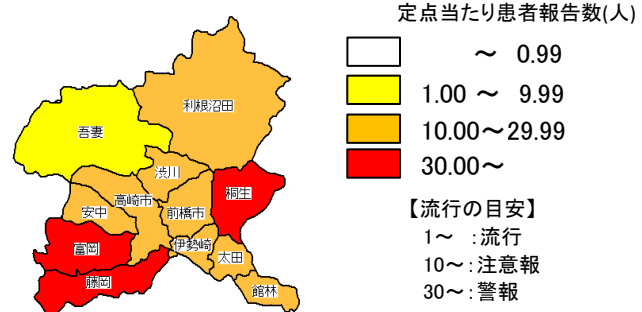 定点当たり患者報告数(人)
～ 0.99
1.00 ～ 9.99
10.00～29.99
30.00～
【流行の目安】
1～ :流行
10～:注意報
30～:警報
利根沼田
吾妻
渋川
桐生
高崎市
前橋市
安中
伊勢崎
富岡
太田
藤岡
館林